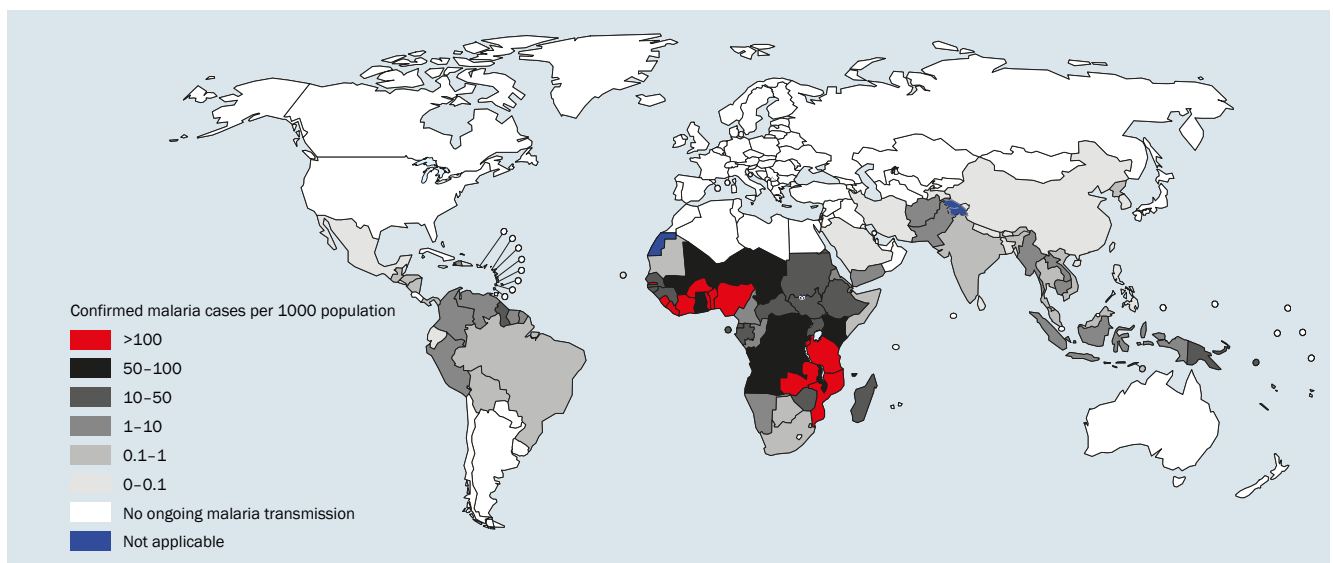 Confirmed malaria cases per 1000 population
>100
50–100
10–50
1–10
0.1–1
0–0.1
No ongoing malaria transmission
Not applicable